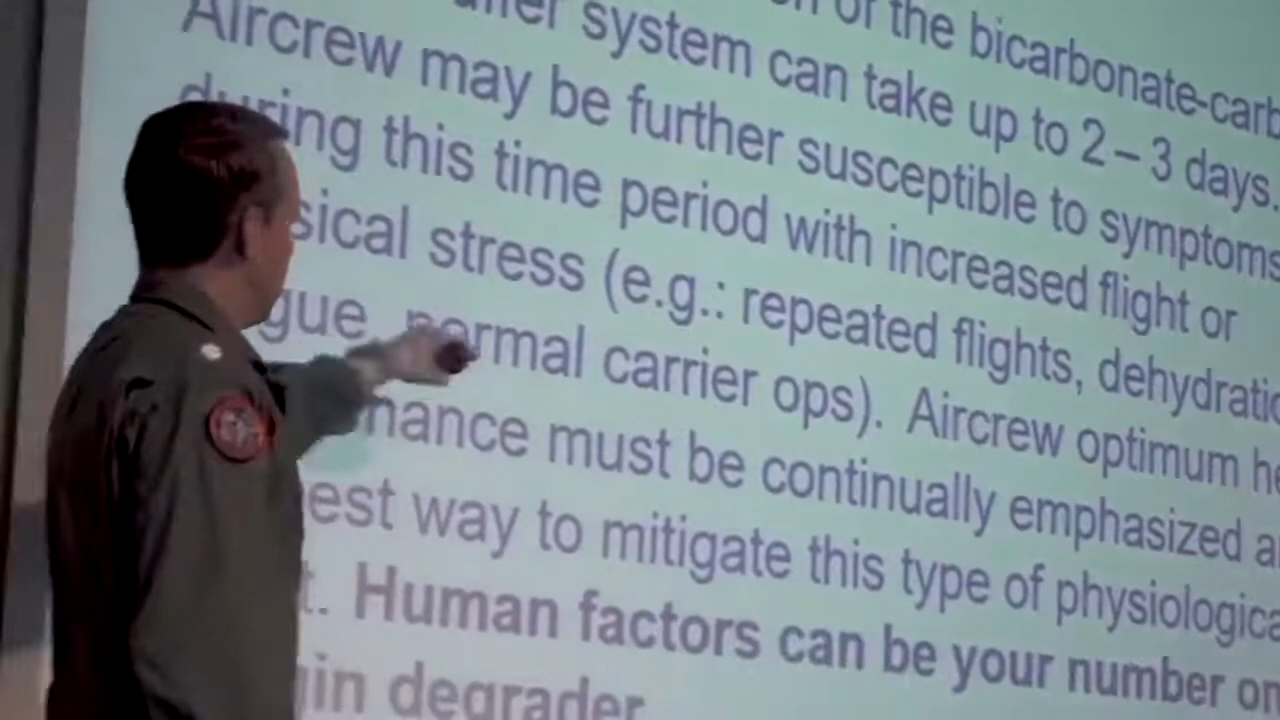 of the bicarbonate-carb
system can take up to 2 – 3 days.
Aircrew may be further susceptible to symptoms
during this time period with increased flight or
sical stress (e.g.: repeated flights, dehydratio
gue, normal carrier ops). Aircrew optimum he
mance must be continually emphasized a
est way to mitigate this type of physiologica
t. Human factors can be your number on
gin degrader